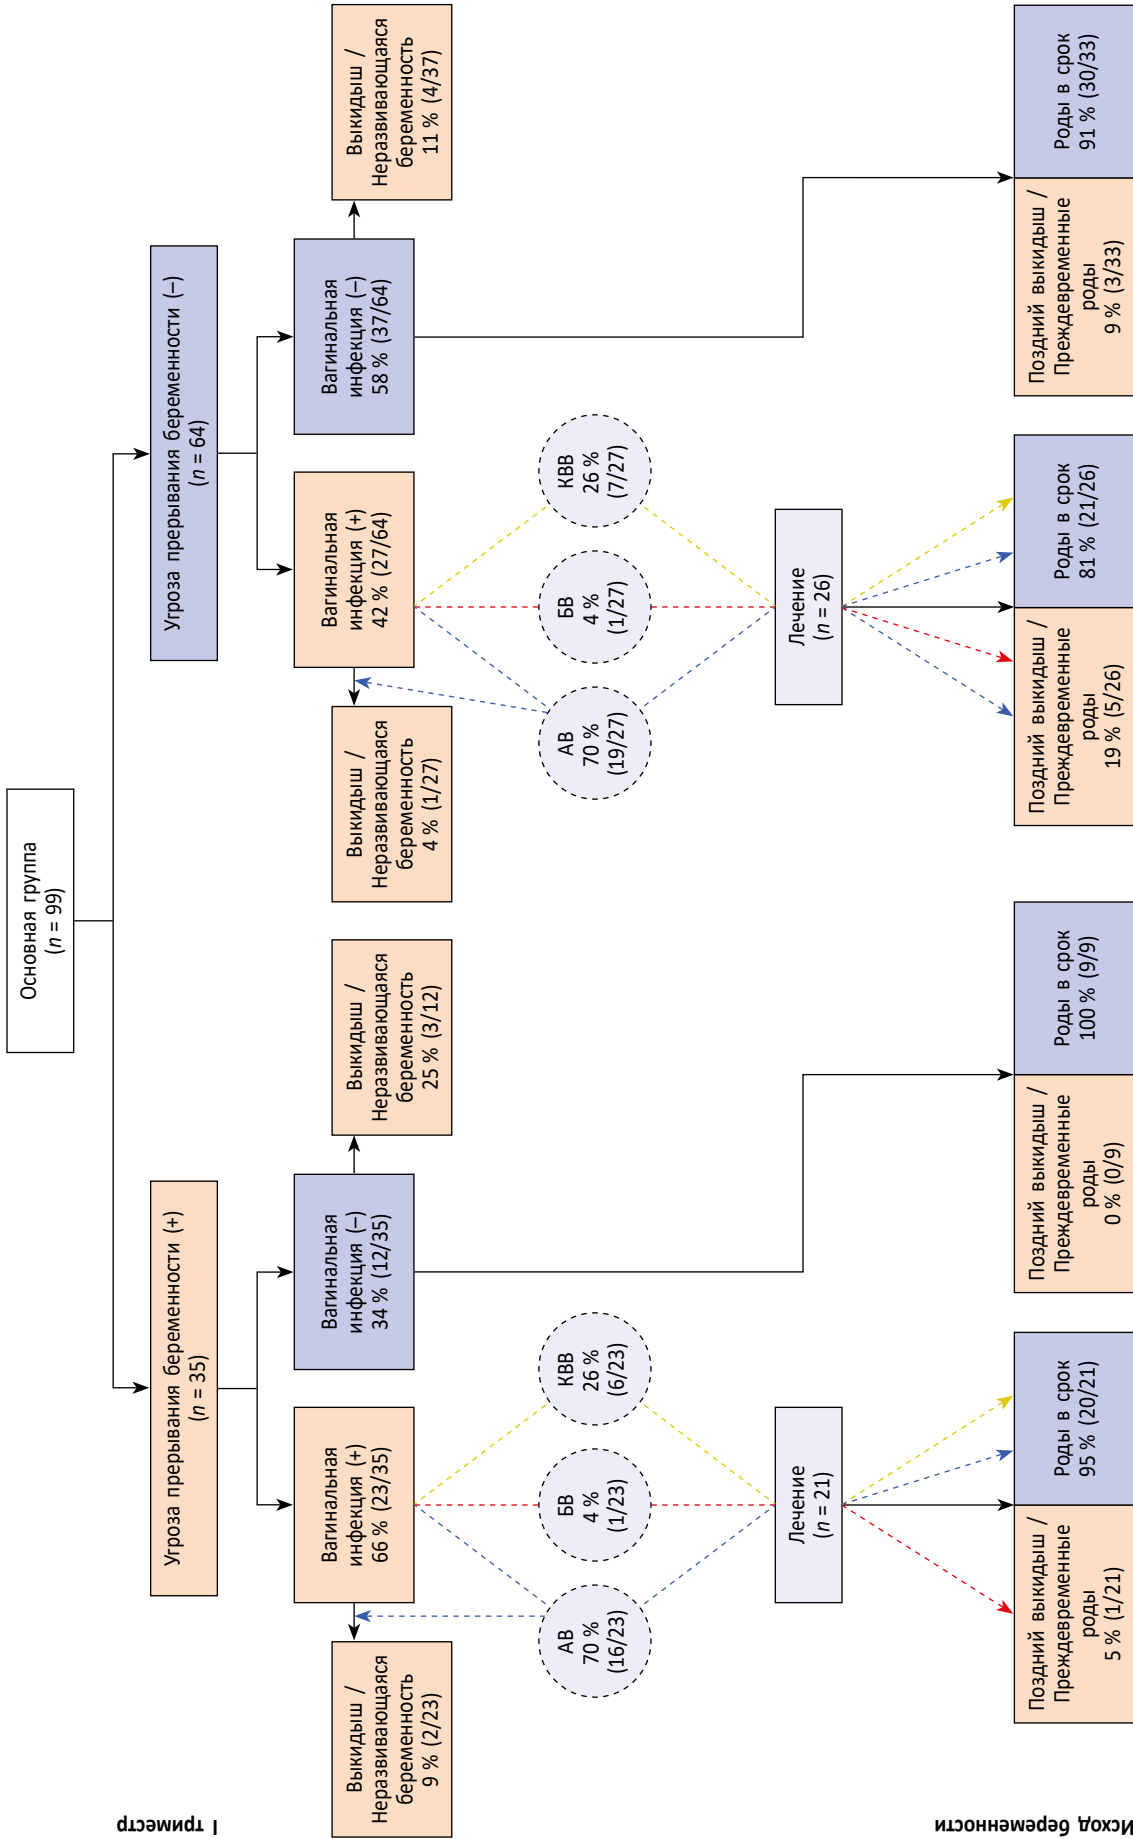 Основная группа
(n = 99)
I триместр
Угроза прерывания беременности (+)
(n = 35)
Угроза прерывания беременности (–)
(n = 64)
Вагинальная
инфекция (+)
66 % (23/35)
Вагинальная
инфекция (–)
34 % (12/35)
Вагинальная
инфекция (+)
42 % (27/64)
Вагинальная
инфекция (–)
58 % (37/64)
Выкидыш /
Неразвивающаяся
беременность
9 % (2/23)
Выкидыш /
Неразвивающаяся
беременность
25 % (3/12)
Выкидыш /
Неразвивающаяся
беременность
4 % (1/27)
Выкидыш /
Неразвивающаяся
беременность
11 % (4/37)
АВ
70 %
(16/23)
БВ
4 %
(1/23)
КВВ
26 %
(6/23)
АВ
70 %
(19/27)
БВ
4 %
(1/27)
КВВ
26 %
(7/27)
Лечение
(n = 21)
Лечение
(n = 26)
Исход беременности
Поздний выкидыш /
Преждевременные
роды
5 % (1/21)
Роды в срок
95 % (20/21)
Поздний выкидыш /
Преждевременные
роды
0 % (0/9)
Роды в срок
100 % (9/9)
Поздний выкидыш /
Преждевременные
роды
19 % (5/26)
Роды в срок
81 % (21/26)
Поздний выкидыш /
Преждевременные
роды
9 % (3/33)
Роды в срок
91 % (30/33)